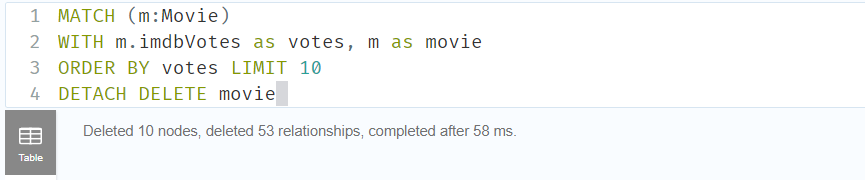 1 MATCH (m:Movie)
2 WITH m.imdbVotes as votes, m as movie
3 ORDER BY votes LIMIT 10
4 DETACH DELETE movie
Deleted 10 nodes, deleted 53 relationships, completed after 58 ms.
Table